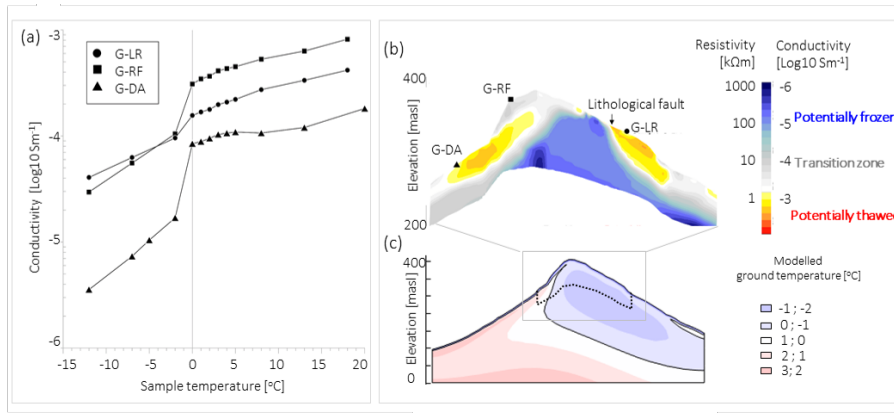 (a)
-3
-4
-5
-6
Conductivity [Log10 Sm⁻¹]
G-LR
G-RF
G-DA
-15 -10 -5 0 5 10 15 20
Sample temperature [°C]
(b)
400
200
Elevation [masl]
G-RF
Lithological fault
G-LR
G-DA
Resistivity Conductivity
[kΩm] [Log10 Sm⁻¹]
1000 -6
Potentially frozen
100 -5
10 -4 Transition zone
1 -3
Potentially thawed
(c)
400
0
Elevation [masl]
Modelled
ground temperature [°C]
-1 ; -2
0 ; -1
1 ; 0
2 ; 1
3; 2